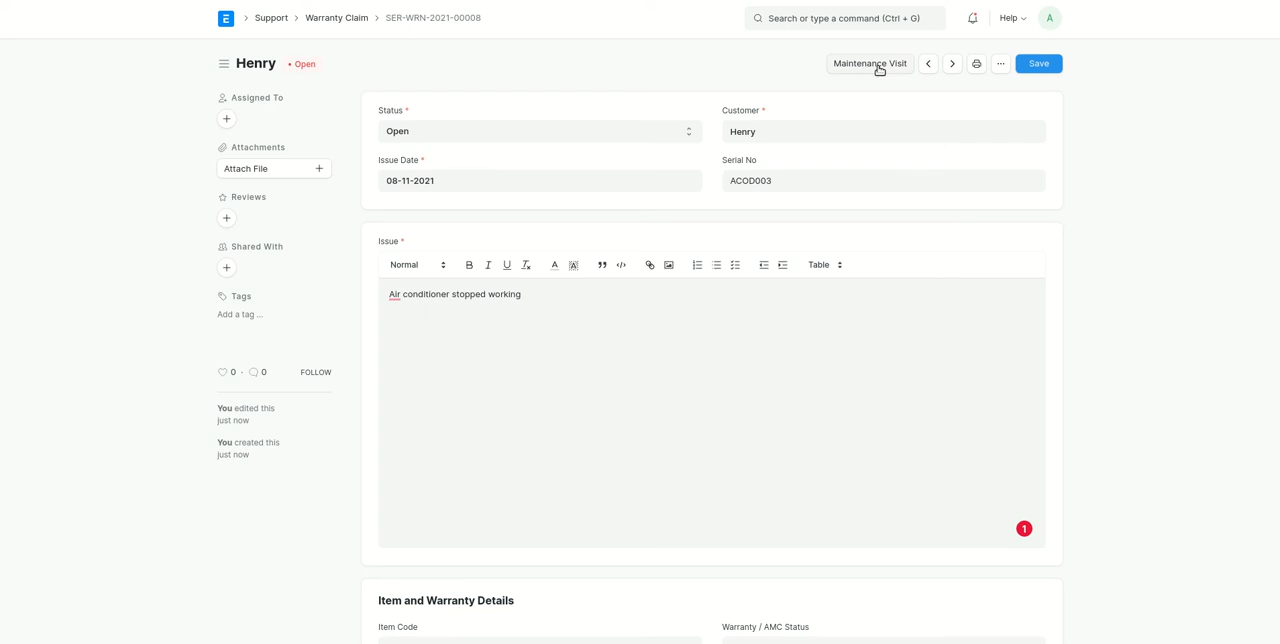 Support Warranty Claim SER-WRN-2021-00008 Search or type a command (Ctrl + G) Help A
Henry Open Maintenance Visit ... Save
Assigned To
Attachments
Attach File
Reviews
Shared With
Tags
Add a tag ...
0 · 0 FOLLOW
You edited this
just now
You created this
just now
Status * Customer *
Open Henry
Issue Date * Serial No
08-11-2021 ACOD003
Issue *
Normal B I U Tx A A Table
Air conditioner stopped working
1
Item and Warranty Details
Item Code Warranty / AMC Status